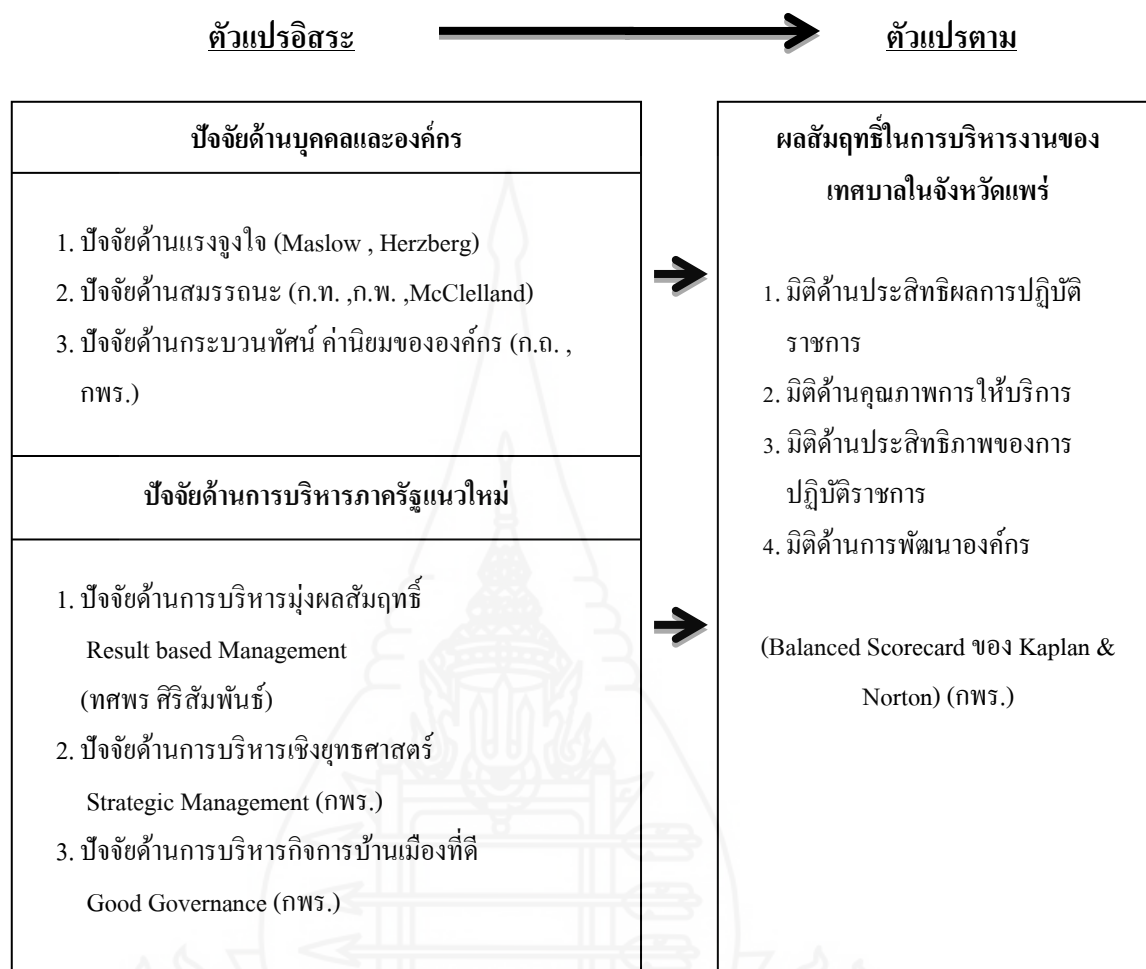 ตัวแปรอิสระ
ตัวแปรตาม
ปัจจัยด้านบุคคลและองค์กร
1. ปัจจัยด้านแรงจูงใจ (Maslow , Herzberg)
2. ปัจจัยด้านสมรรถนะ (ก.ท. ,ก.พ. ,McClelland)
3. ปัจจัยด้านกระบวนทัศน์ ค่านิยมขององค์กร (ก.ถ. ,
กพร.)
ปัจจัยด้านการบริหารภาครัฐแนวใหม่
1. ปัจจัยด้านการบริหารมุ่งผลสัมฤทธิ์
Result based Management
(ทศพร ศิริสัมพันธ์)
2. ปัจจัยด้านการบริหารเชิงยุทธศาสตร์
Strategic Management (กพร.)
3. ปัจจัยด้านการบริหารกิจการบ้านเมืองที่ดี
Good Governance (กพร.)
ผลสัมฤทธิ์ในการบริหารงานของ
เทศบาลในจังหวัดแพร่
1. มิติด้านประสิทธิผลการปฏิบัติ
ราชการ
2. มิติด้านคุณภาพการให้บริการ
3. มิติด้านประสิทธิภาพของการ
ปฏิบัติราชการ
4. มิติด้านการพัฒนาองค์กร
(Balanced Scorecard ของ Kaplan &
Norton) (กพร.)